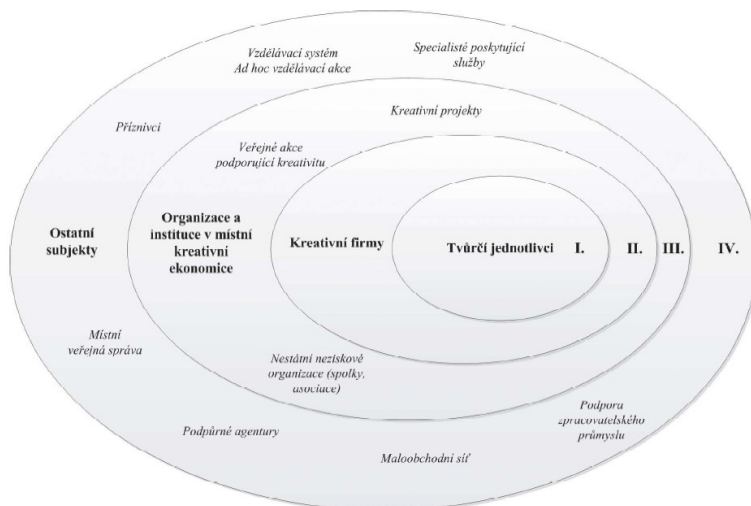 Vzdělávací systém
Ad hoc vzdělávací akce
Specialisté poskytující
služby
Příznivci
Kreativní projekty
Veřejné akce
podporující kreativitu
Ostatní
subjekty
Organizace a
instituce v místní
kreativní
ekonomice
Kreativní firmy
Tvůrčí jednotlivci
I.
II.
III.
IV.
Místní
veřejná správa
Nestátní neziskové
organizace (spolky,
asociace)
Podpůrné agentury
Maloobchodní síť
Podpora
zpracovatelského
průmyslu